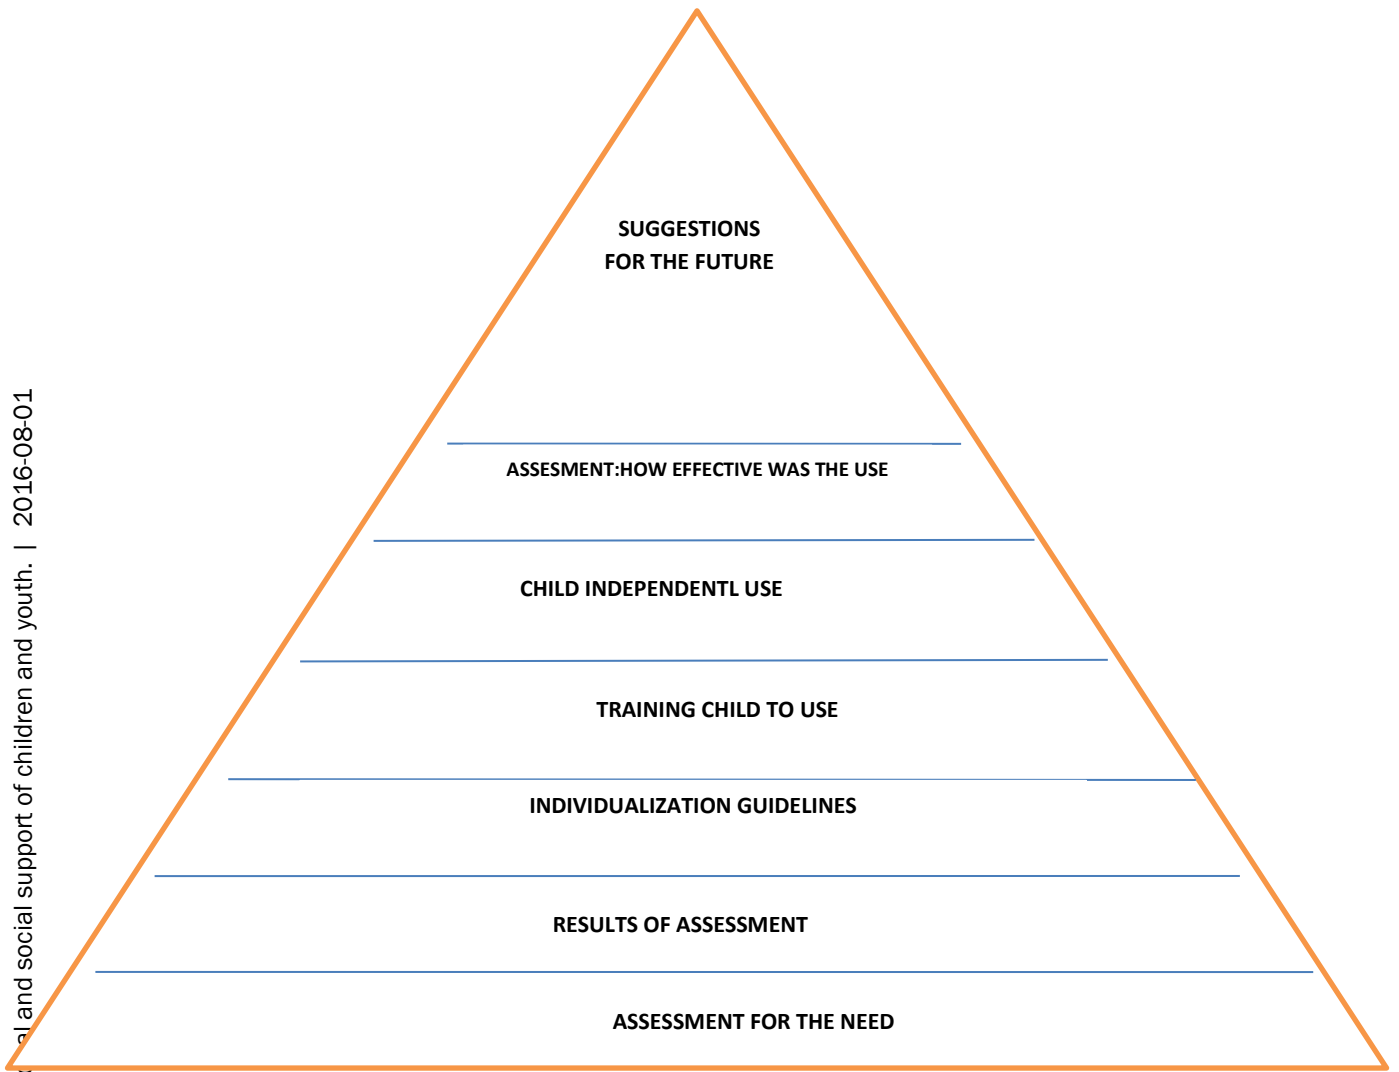 SUGGESTIONS
FOR THE FUTURE
ASSESMENT:HOW EFFECTIVE WAS THE USE
CHILD INDEPENDENTL USE
TRAINING CHILD TO USE
INDIVIDUALIZATION GUIDELINES
RESULTS OF ASSESSMENT
ASSESSMENT FOR THE NEED
and social support of children and youth. | 2016-08-01